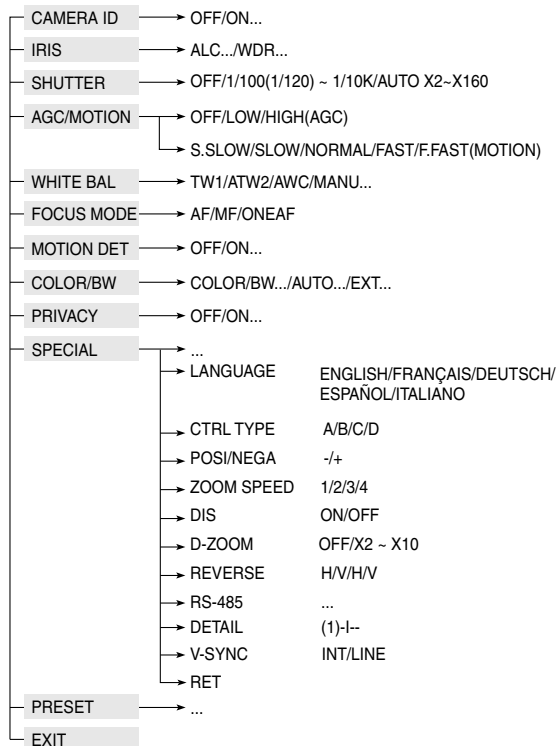 CAMERA ID OFF/ON...
IRIS ALC.../WDR...
SHUTTER OFF/1/100(1/120) ~ 1/10K/AUTO X2~X160
AGC/MOTION OFF/LOW/HIGH(AGC)
S.SLOW/SLOW/NORMAL/FAST/F.FAST(MOTION)
WHITE BAL TW1/ATW2/AWC/MANU...
FOCUS MODE AF/MF/ONEAF
MOTION DET OFF/ON...
COLOR/BW COLOR/BW.../AUTO.../EXT...
PRIVACY OFF/ON...
SPECIAL ...
LANGUAGE ENGLISH/FRANÇAIS/DEUTSCH/
ESPAÑOL/ITALIANO
CTRL TYPE A/B/C/D
POSI/NEGA -/+
ZOOM SPEED 1/2/3/4
DIS ON/OFF
D-ZOOM OFF/X2 ~ X10
REVERSE H/V/H/V
RS-485 ...
DETAIL (1)-I--
V-SYNC INT/LINE
RET
PRESET ...
EXIT